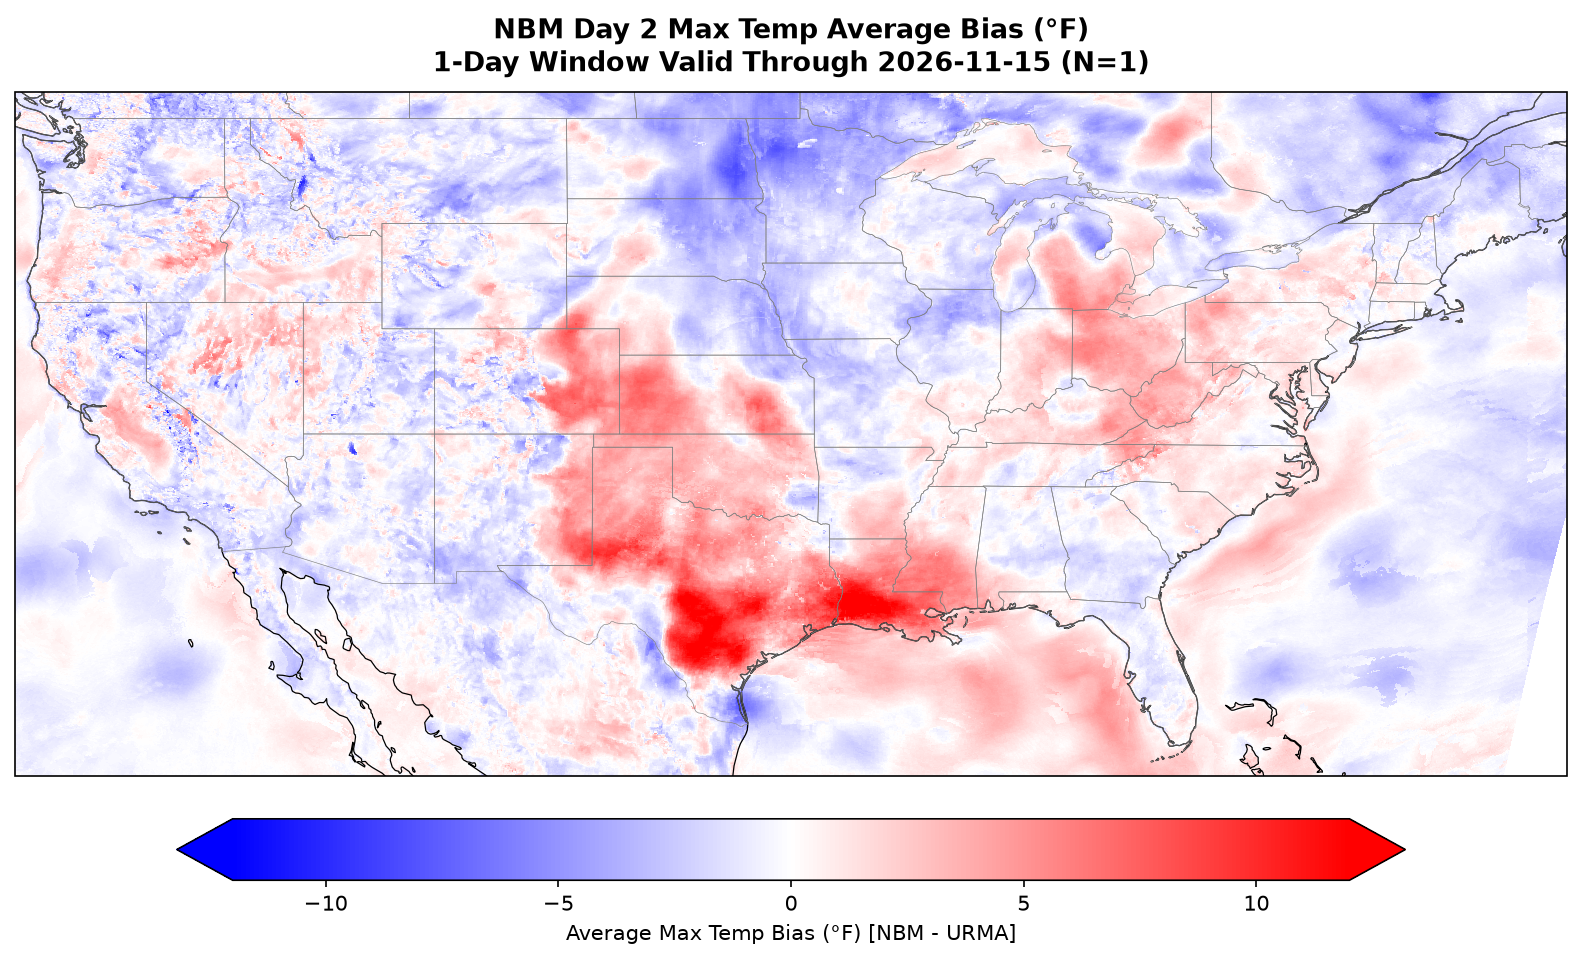 NBM Day 2 Max Temp Average Bias (°F)
1-Day Window Valid Through 2026-11-15 (N=1)
−10 −5 0 5 10
Average Max Temp Bias (°F) [NBM - URMA]